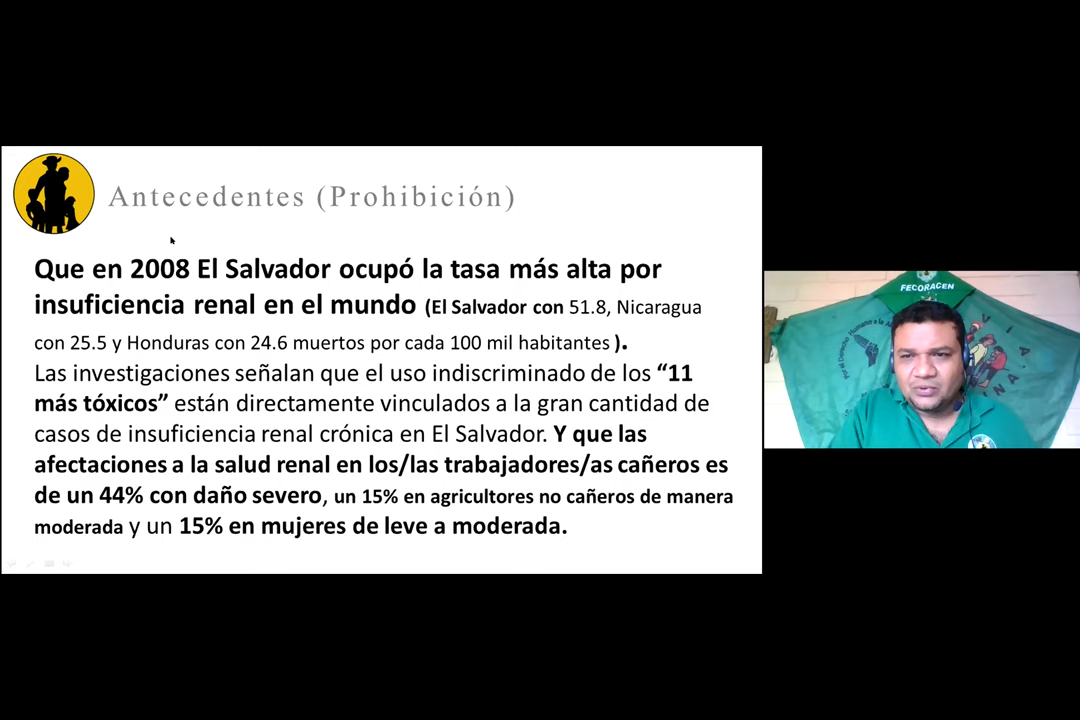 Antecedentes (Prohibición)
Que en 2008 El Salvador ocupó la tasa más alta por
insuficiencia renal en el mundo (El Salvador con 51.8, Nicaragua
con 25.5 y Honduras con 24.6 muertos por cada 100 mil habitantes ).
Las investigaciones señalan que el uso indiscriminado de los “11
más tóxicos” están directamente vinculados a la gran cantidad de
casos de insuficiencia renal crónica en El Salvador. Y que las
afectaciones a la salud renal en los/las trabajadores/as cañeros es
de un 44% con daño severo, un 15% en agricultores no cañeros de manera
moderada y un 15% en mujeres de leve a moderada.
FECORACEN
Por el Derecho Humano a la